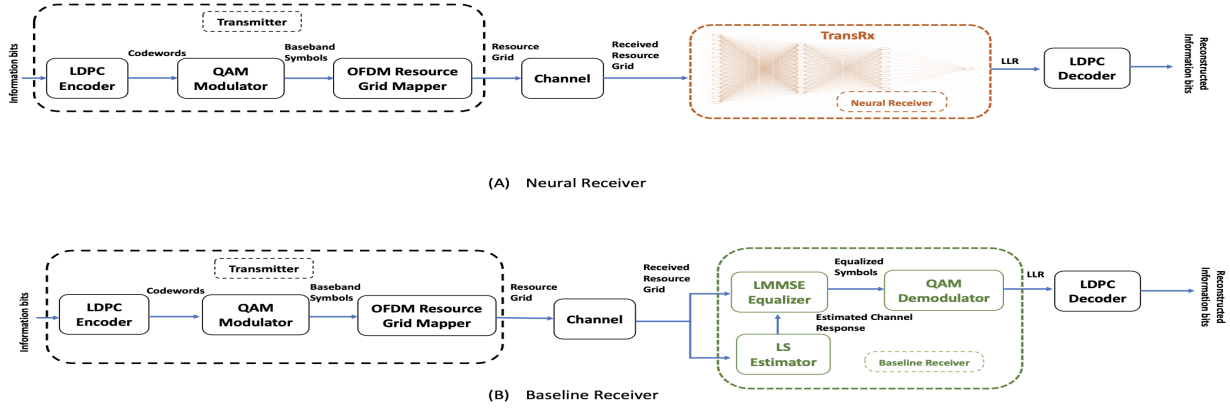 Transmitter
Information bits
LDPC
Encoder
Codewords
QAM
Modulator
Baseband
Symbols
OFDM Resource
Grid Mapper
Resource
Grid
Channel
Received
Resource
Grid
TransRx
Neural Receiver
LLR
LDPC
Decoder
Reconstructed
Information bits
(A) Neural Receiver
Transmitter
Information bits
LDPC
Encoder
Codewords
QAM
Modulator
Baseband
Symbols
OFDM Resource
Grid Mapper
Resource
Grid
Channel
Received
Resource
Grid
LMMSE
Equalizer
Equalized
Symbols
QAM
Demodulator
Estimated Channel
Response
LS
Estimator
Baseline Receiver
LLR
LDPC
Decoder
Reconstructed
Information bits
(B) Baseline Receiver